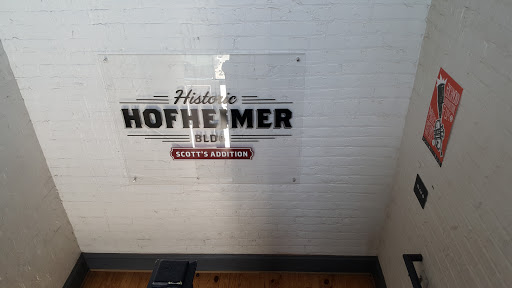 Historic
HOFHEIMER
BLDG
SCOTT'S ADDITION